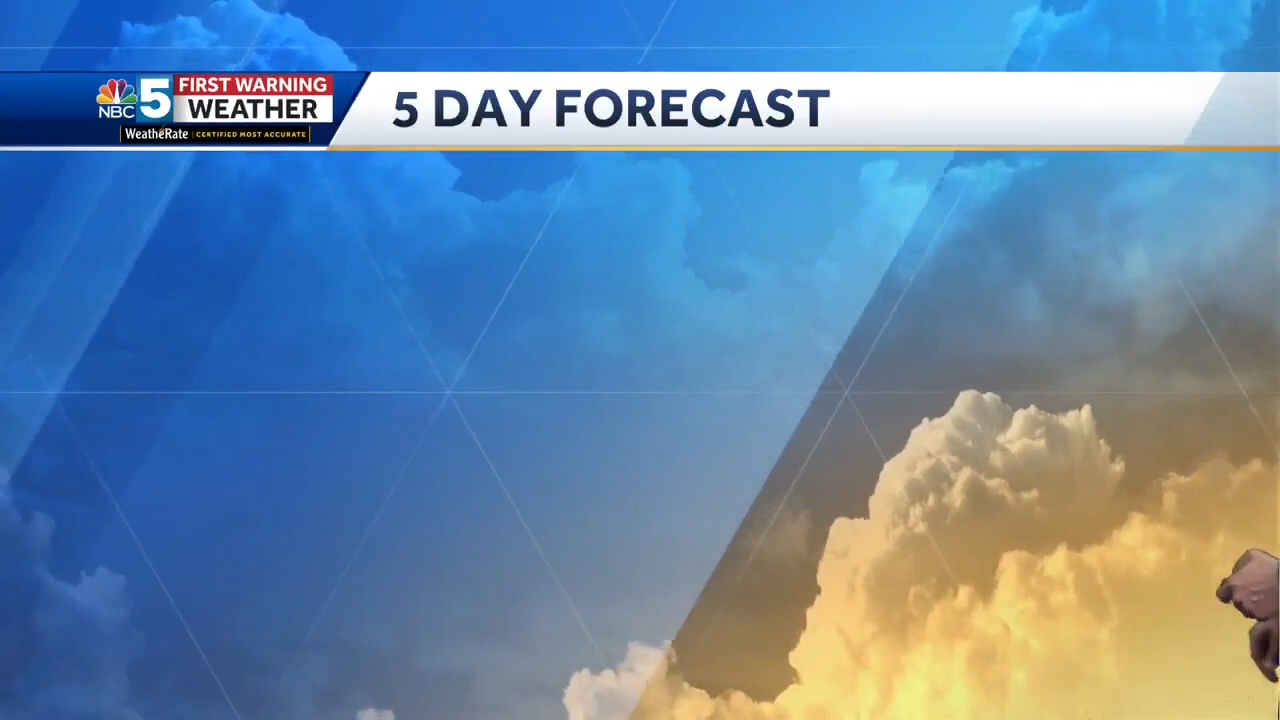 NBC 5 FIRST WARNING
WEATHER
WeatheRate CERTIFIED MOST ACCURATE
5 DAY FORECAST